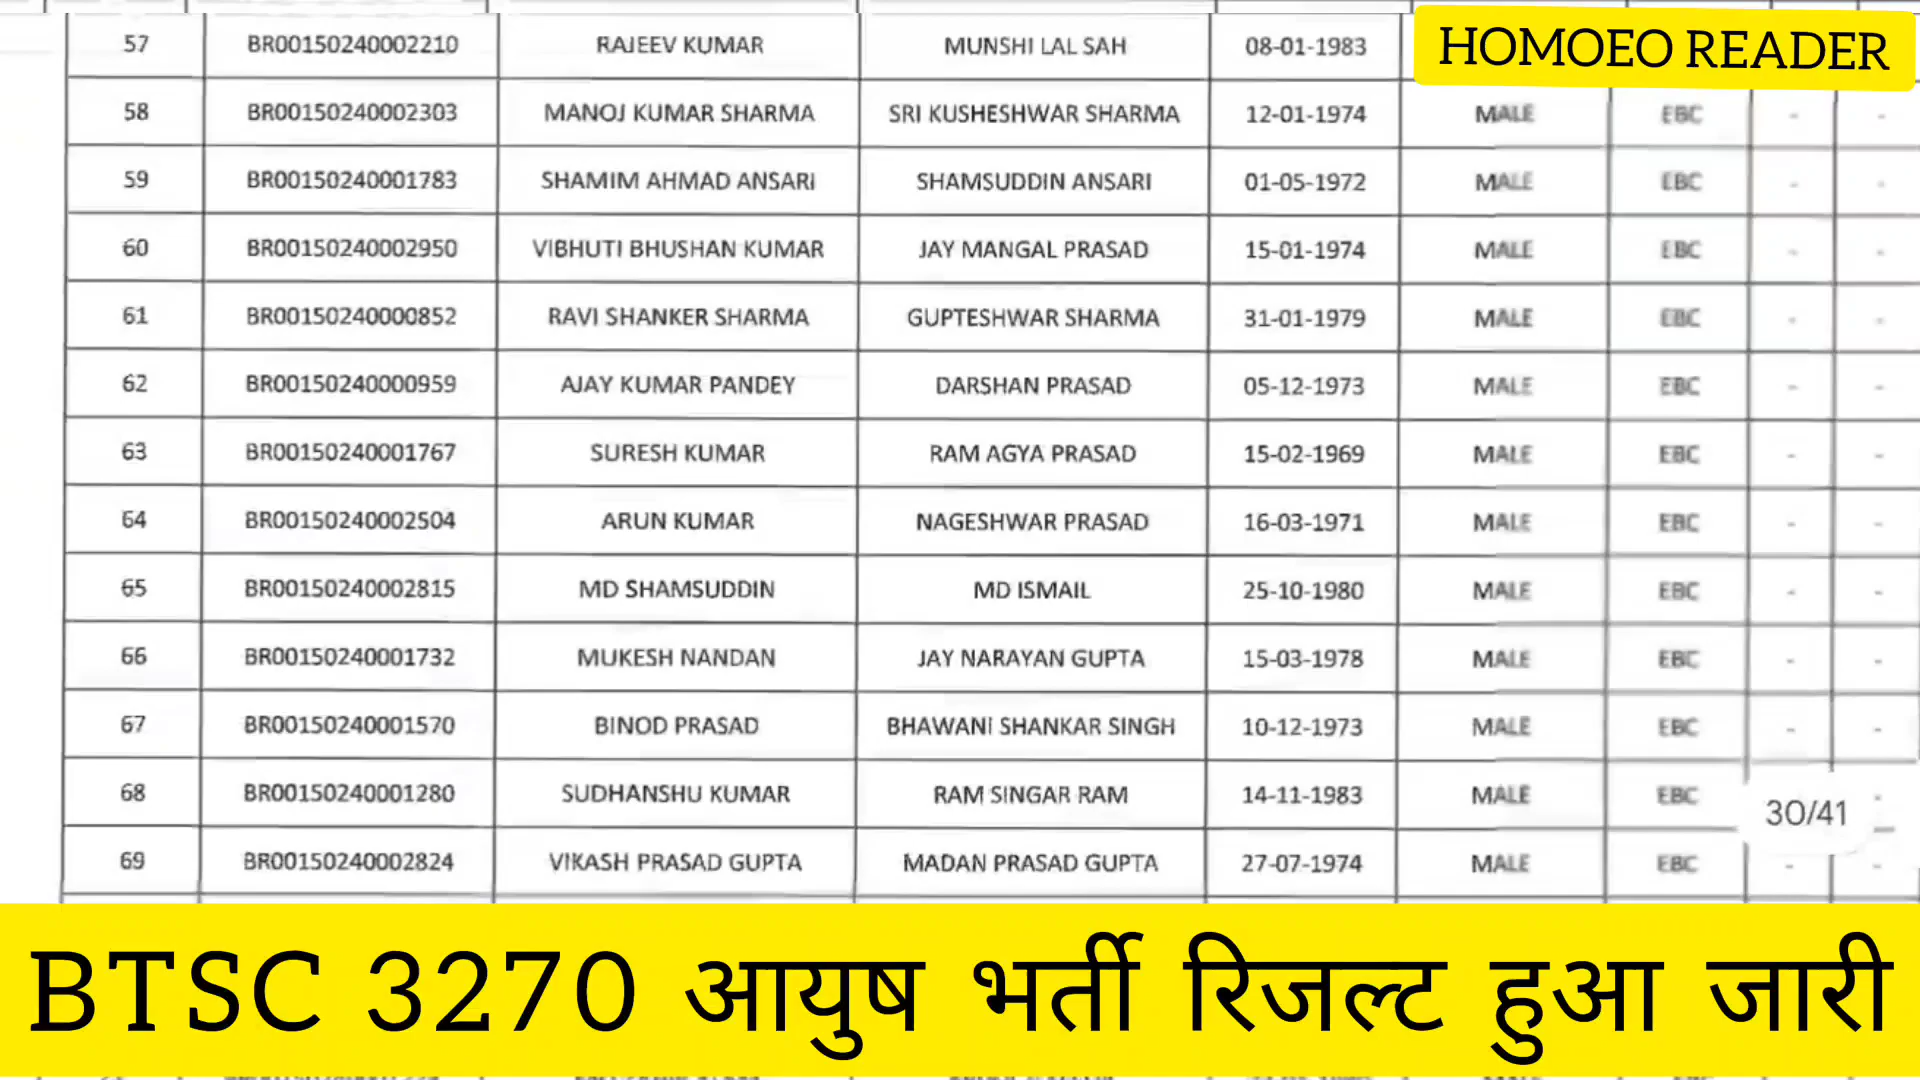 57 BR00150240002210 RAJEEV KUMAR MUNSHI LAL SAH 08-01-1983
HOMOEO READER
58 BR00150240002303 MANOJ KUMAR SHARMA SRI KUSHESHWAR SHARMA 12-01-1974 MALE EBC - -
59 BR00150240001783 SHAMIM AHMAD ANSARI SHAMSUDDIN ANSARI 01-05-1972 MALE EBC - -
60 BR00150240002950 VIBHUTI BHUSHAN KUMAR JAY MANGAL PRASAD 15-01-1974 MALE EBC - -
61 BR00150240000852 RAVI SHANKER SHARMA GUPTESHWAR SHARMA 31-01-1979 MALE EBC - -
62 BR00150240000959 AJAY KUMAR PANDEY DARSHAN PRASAD 05-12-1973 MALE EBC - -
63 BR00150240001767 SURESH KUMAR RAM AGYA PRASAD 15-02-1969 MALE EBC - -
64 BR00150240002504 ARUN KUMAR NAGESHWAR PRASAD 16-03-1971 MALE EBC - -
65 BR00150240002815 MD SHAMSUDDIN MD ISMAIL 25-10-1980 MALE EBC - -
66 BR00150240001732 MUKESH NANDAN JAY NARAYAN GUPTA 15-03-1978 MALE EBC - -
67 BR00150240001570 BINOD PRASAD BHAWANI SHANKAR SINGH 10-12-1973 MALE EBC - -
68 BR00150240001280 SUDHANSHU KUMAR RAM SINGAR RAM 14-11-1983 MALE EBC -
30/41
69 BR00150240002824 VIKASH PRASAD GUPTA MADAN PRASAD GUPTA 27-07-1974 MALE EBC - -
BTSC 3270 आयुष भर्ती रिजल्ट हुआ जारी